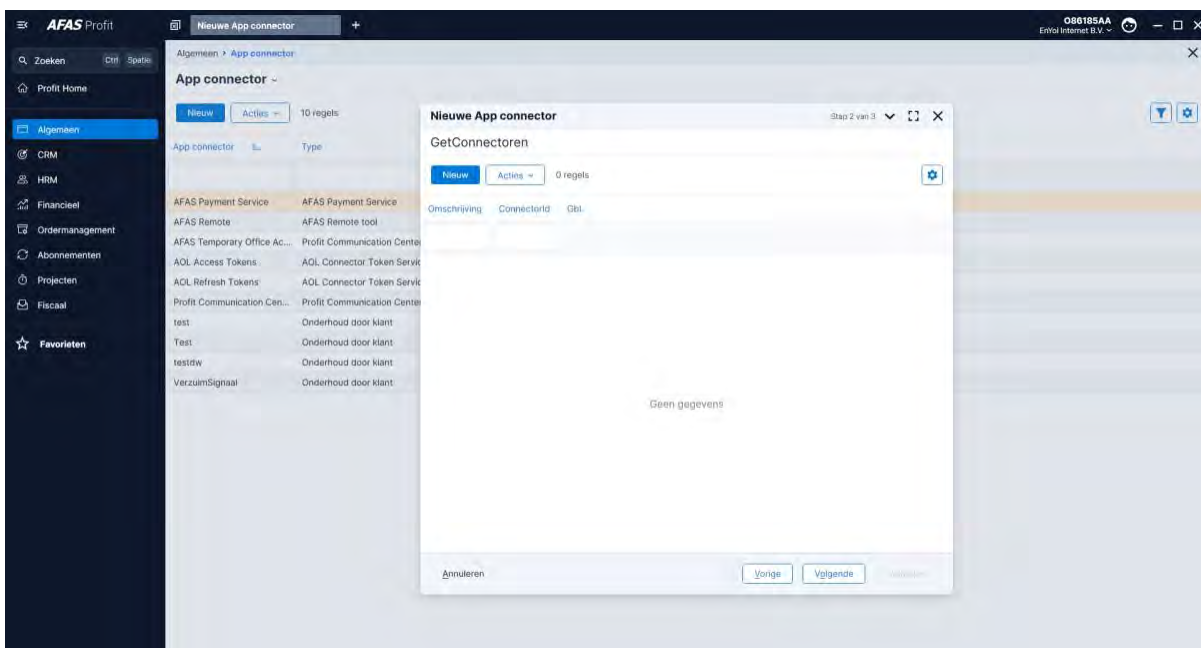 AFAS Profit
Nieuwe App connector
+
O86185AA
EnYoi Internet B.V.
Zoeken Ctrl Spatie
Profit Home
Algemeen
CRM
HRM
Financieel
Ordermanagement
Abonnementen
Projecten
Fiscaal
Favorieten
Algemeen > App connector
App connector
Nieuw Acties 10 regels
App connector Type
AFAS Payment Service AFAS Payment Service
AFAS Remote AFAS Remote tool
AFAS Temporary Office Ac... Profit Communication Center
AOL Access Tokens AOL Connector Token Servic
AOL Refresh Tokens AOL Connector Token Servic
Profit Communication Cen... Profit Communication Center
test Onderhoud door klant
Test Onderhoud door klant
testdw Onderhoud door klant
VerzuimSignaal Onderhoud door klant
Nieuwe App connector Stap 2 van 3
GetConnectoren
Nieuw Acties 0 regels
Omschrijving ConnectorId Gbl.
Geen gegevens
Annuleren Vorige Volgende